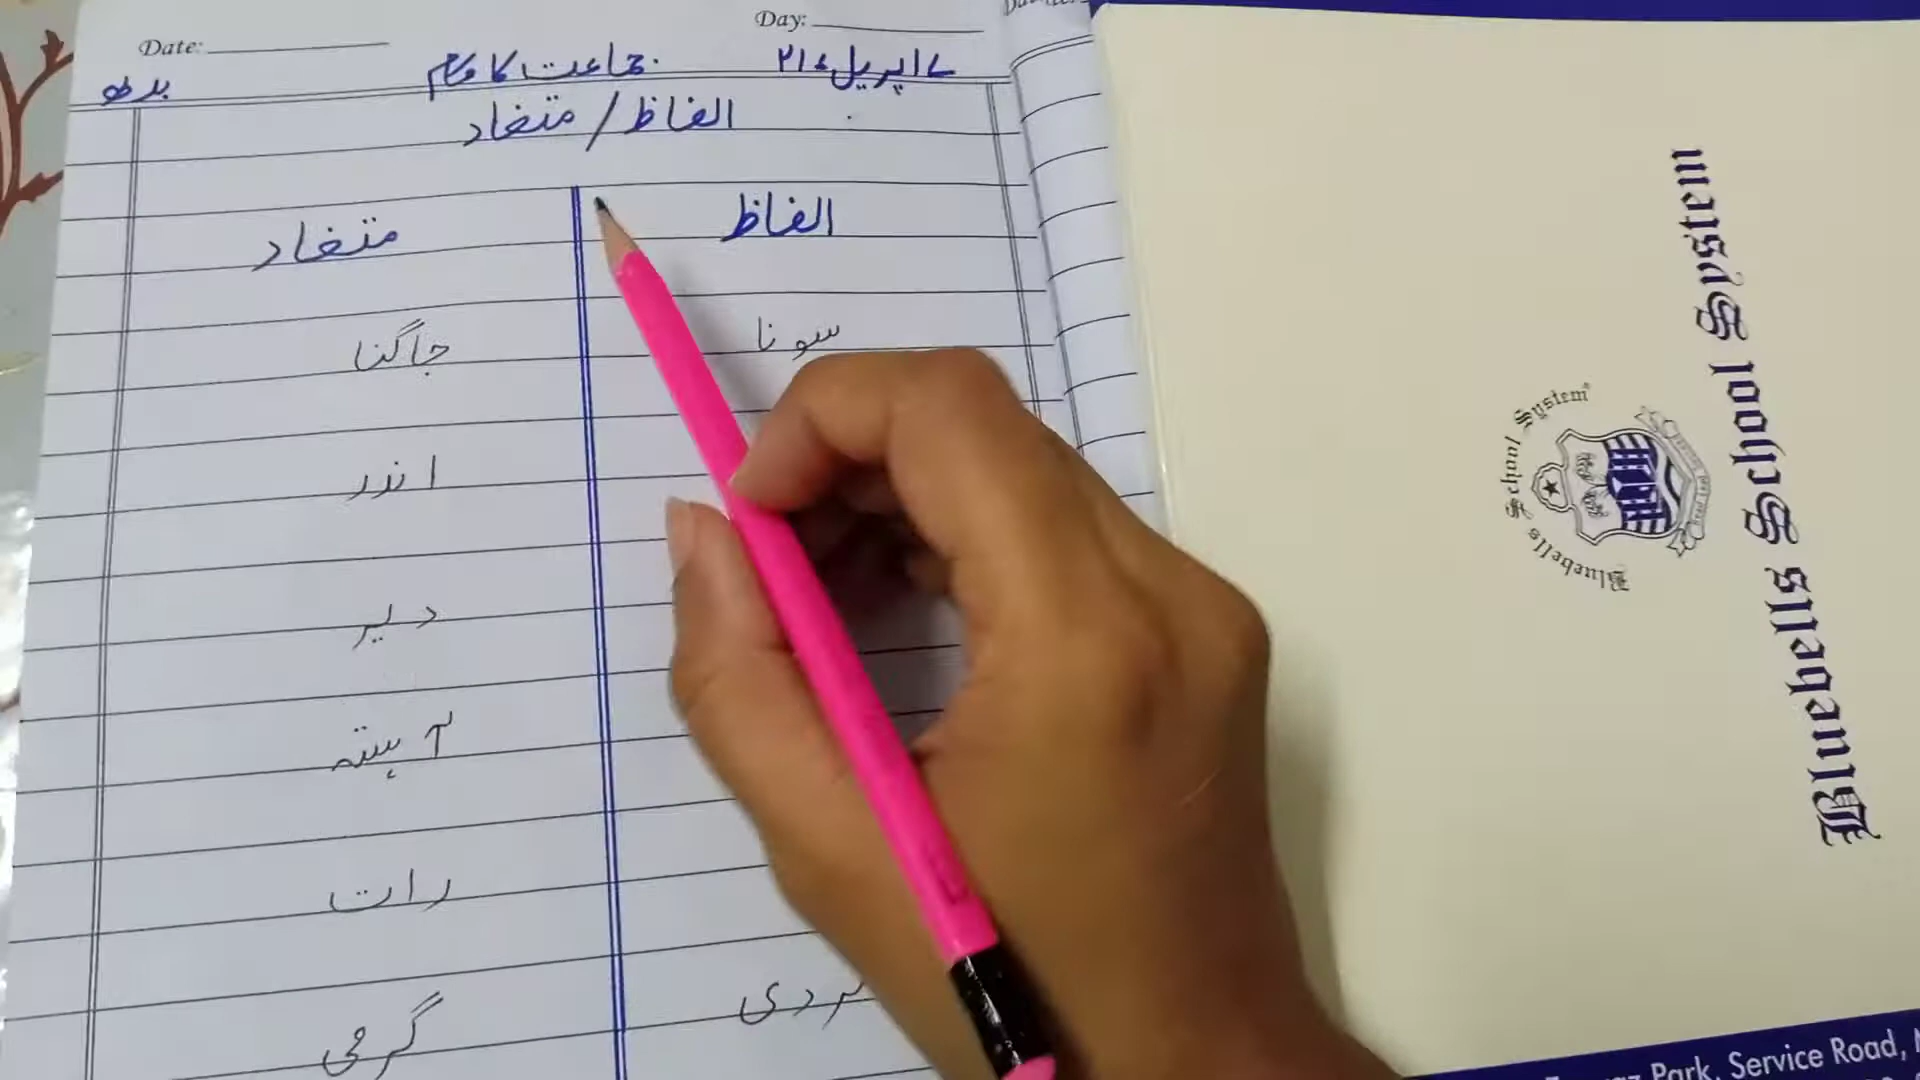 Date:
Day:
۷ اپریل ۲۱ء جماعت کا کام بدھ
الفاظ / متضاد
الفاظ متضاد
سونا جاگنا
اندر
دیر
آہستہ
رات
سردی گرمی
Bluebells School System
Bluebells School System
Park, Service Road,